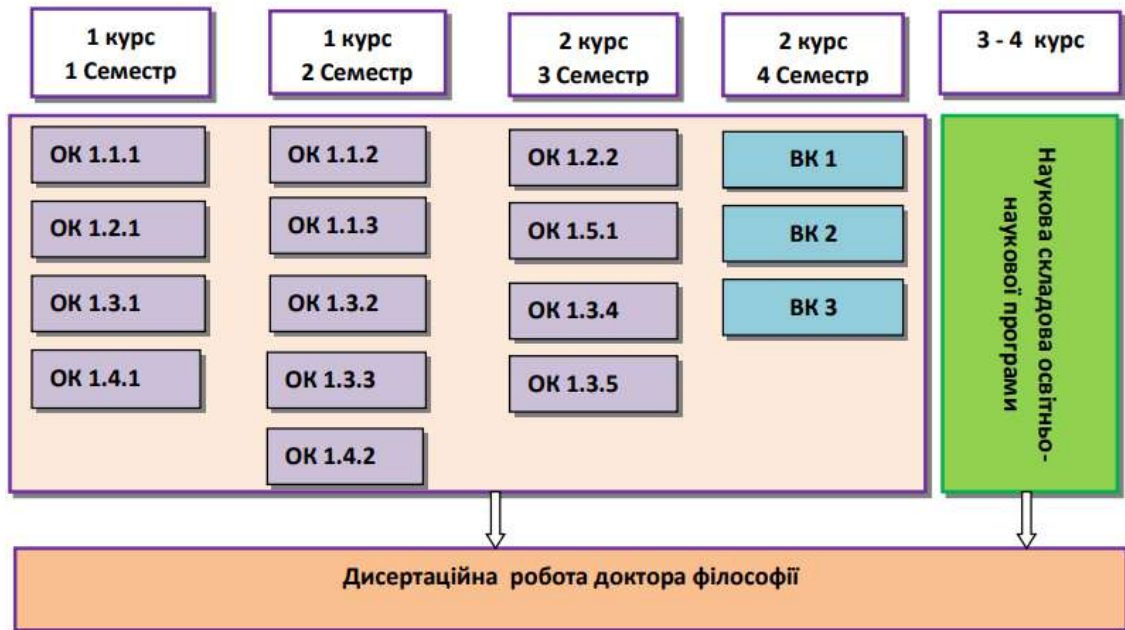 1 курс
1 Семестр
1 курс
2 Семестр
2 курс
3 Семестр
2 курс
4 Семестр
3 - 4 курс
ОК 1.1.1
ОК 1.2.1
ОК 1.3.1
ОК 1.4.1
ОК 1.1.2
ОК 1.1.3
ОК 1.3.2
ОК 1.3.3
ОК 1.4.2
ОК 1.2.2
ОК 1.5.1
ОК 1.3.4
ОК 1.3.5
ВК 1
ВК 2
ВК 3
Наукова складова освітньо-
наукової програми
Дисертаційна робота доктора філософії